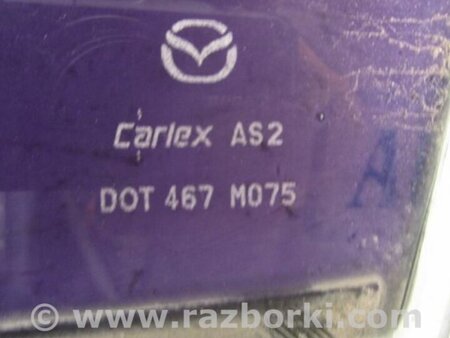 Carlex AS2
DOT 467 M075
A
www.razborki.com